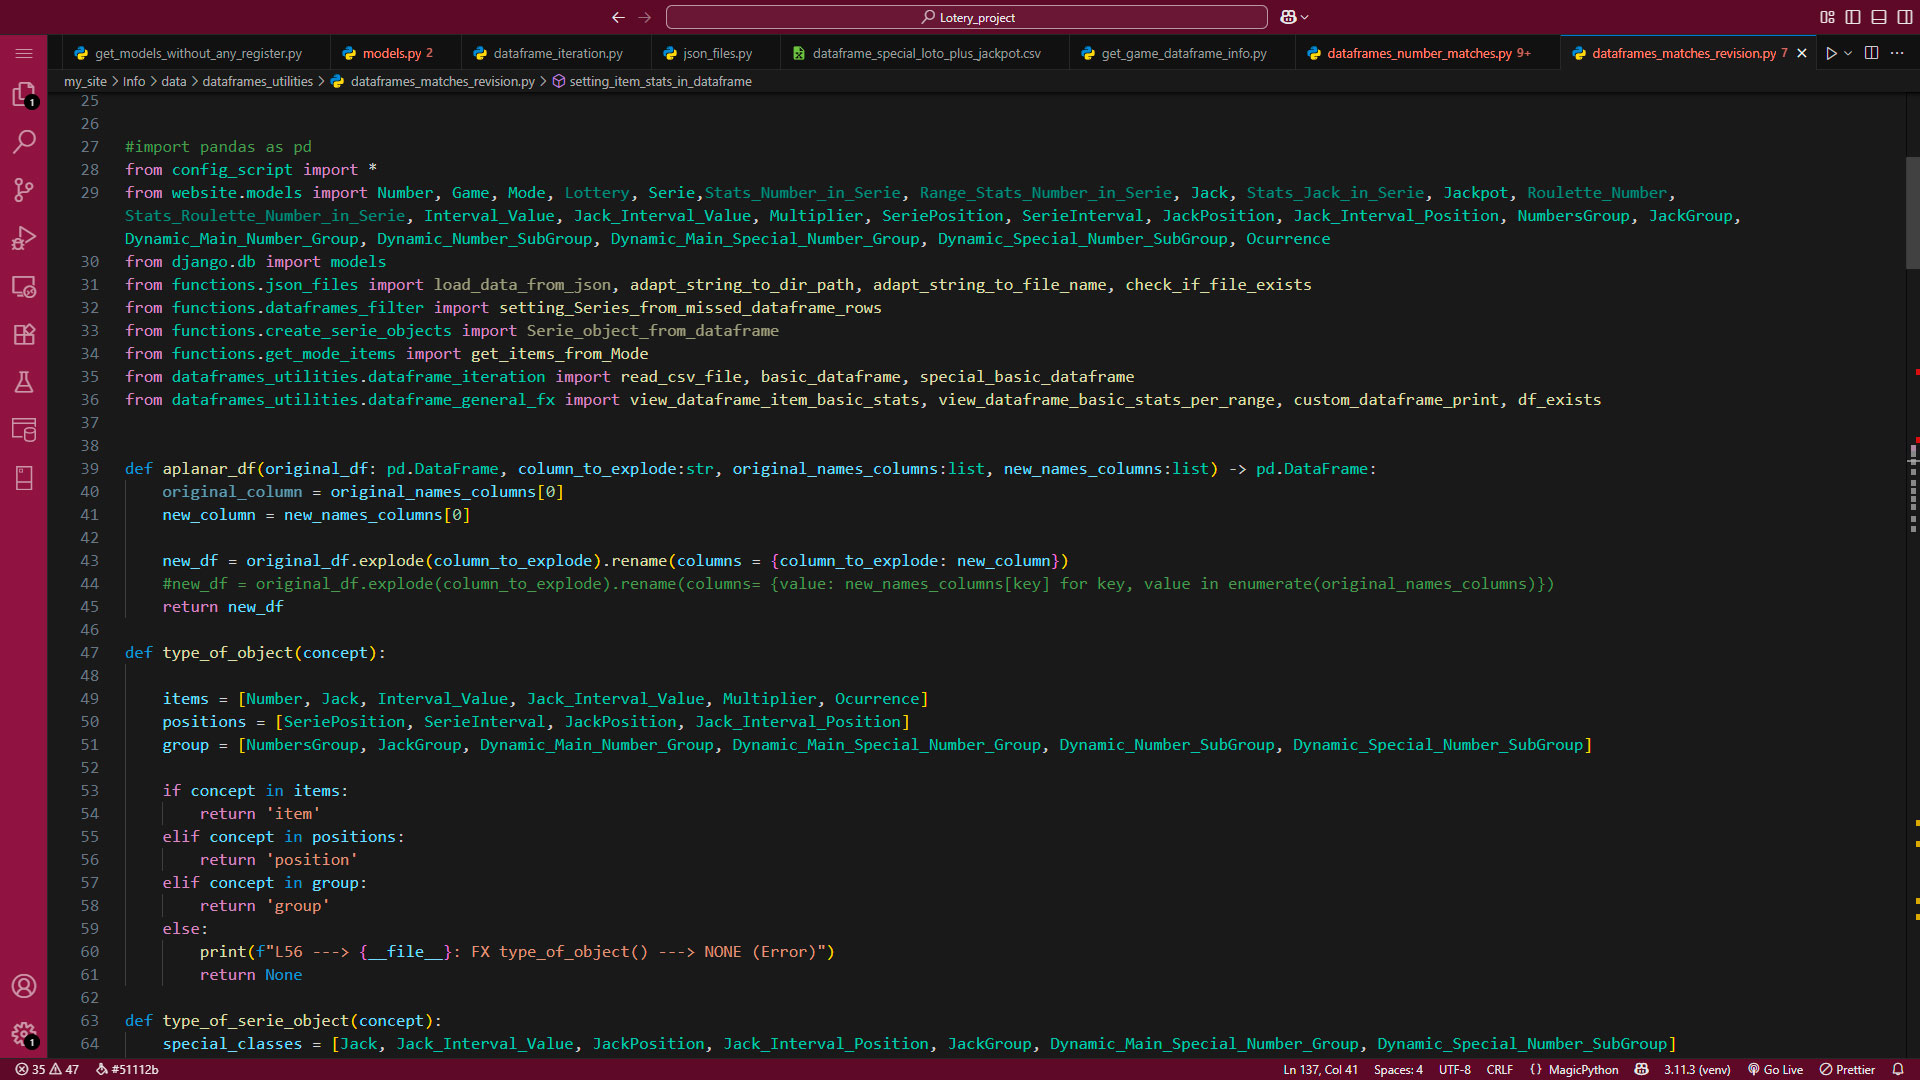 Lotery_project
get_models_without_any_register.py
models.py 2
dataframe_iteration.py
json_files.py
dataframe_special_loto_plus_jackpot.csv
get_game_dataframe_info.py
dataframes_number_matches.py 9+
dataframes_matches_revision.py 7
my_site > Info > data > dataframes_utilities > dataframes_matches_revision.py > setting_item_stats_in_dataframe
25
26
27 #import pandas as pd
28 from config_script import *
29 from website.models import Number, Game, Mode, Lottery, Serie,Stats_Number_in_Serie, Range_Stats_Number_in_Serie, Jack, Stats_Jack_in_Serie, Jackpot, Roulette_Number,
Stats_Roulette_Number_in_Serie, Interval_Value, Jack_Interval_Value, Multiplier, SeriePosition, SerieInterval, JackPosition, Jack_Interval_Position, NumbersGroup, JackGroup,
Dynamic_Main_Number_Group, Dynamic_Number_SubGroup, Dynamic_Main_Special_Number_Group, Dynamic_Special_Number_SubGroup, Ocurrence
30 from django.db import models
31 from functions.json_files import load_data_from_json, adapt_string_to_dir_path, adapt_string_to_file_name, check_if_file_exists
32 from functions.dataframes_filter import setting_Series_from_missed_dataframe_rows
33 from functions.create_serie_objects import Serie_object_from_dataframe
34 from functions.get_mode_items import get_items_from_Mode
35 from dataframes_utilities.dataframe_iteration import read_csv_file, basic_dataframe, special_basic_dataframe
36 from dataframes_utilities.dataframe_general_fx import view_dataframe_item_basic_stats, view_dataframe_basic_stats_per_range, custom_dataframe_print, df_exists
37
38
39 def aplanar_df(original_df: pd.DataFrame, column_to_explode:str, original_names_columns:list, new_names_columns:list) -> pd.DataFrame:
40 original_column = original_names_columns[0]
41 new_column = new_names_columns[0]
42
43 new_df = original_df.explode(column_to_explode).rename(columns = {column_to_explode: new_column})
44 #new_df = original_df.explode(column_to_explode).rename(columns= {value: new_names_columns[key] for key, value in enumerate(original_names_columns)})
45 return new_df
46
47 def type_of_object(concept):
48
49 items = [Number, Jack, Interval_Value, Jack_Interval_Value, Multiplier, Ocurrence]
50 positions = [SeriePosition, SerieInterval, JackPosition, Jack_Interval_Position]
51 group = [NumbersGroup, JackGroup, Dynamic_Main_Number_Group, Dynamic_Main_Special_Number_Group, Dynamic_Number_SubGroup, Dynamic_Special_Number_SubGroup]
52
53 if concept in items:
54 return 'item'
55 elif concept in positions:
56 return 'position'
57 elif concept in group:
58 return 'group'
59 else:
60 print(f"L56 ---> {__file__}: FX type_of_object() ---> NONE (Error)")
61 return None
62
63 def type_of_serie_object(concept):
64 special_classes = [Jack, Jack_Interval_Value, JackPosition, Jack_Interval_Position, JackGroup, Dynamic_Main_Special_Number_Group, Dynamic_Special_Number_SubGroup]
1
1
35 47 #51112b Ln 137, Col 41 Spaces: 4 UTF-8 CRLF {} MagicPython 3.11.3 (venv) Go Live Prettier